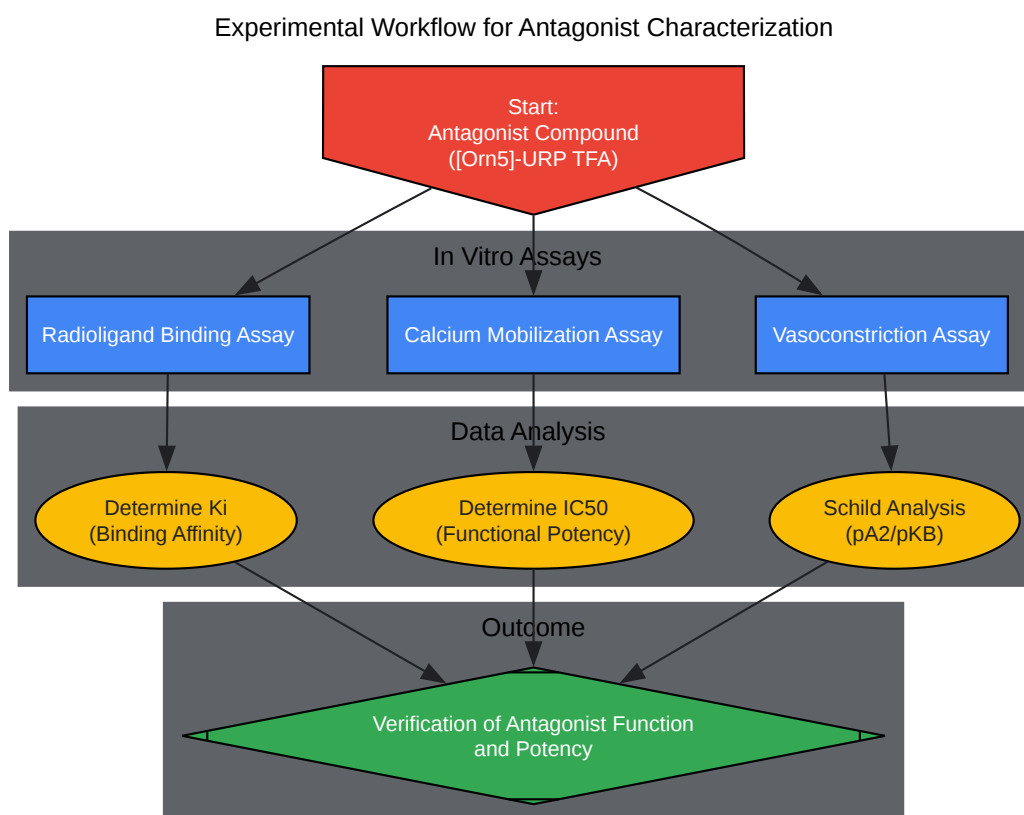 Experimental Workflow for Antagonist Characterization
Start:
Antagonist Compound
([Orn5]-URP TFA)
In Vitro Assays
Radioligand Binding Assay
Calcium Mobilization Assay
Vasoconstriction Assay
Data Analysis
Determine Ki
(Binding Affinity)
Determine IC50
(Functional Potency)
Schild Analysis
(pA2/pKB)
Outcome
Verification of Antagonist Function
and Potency